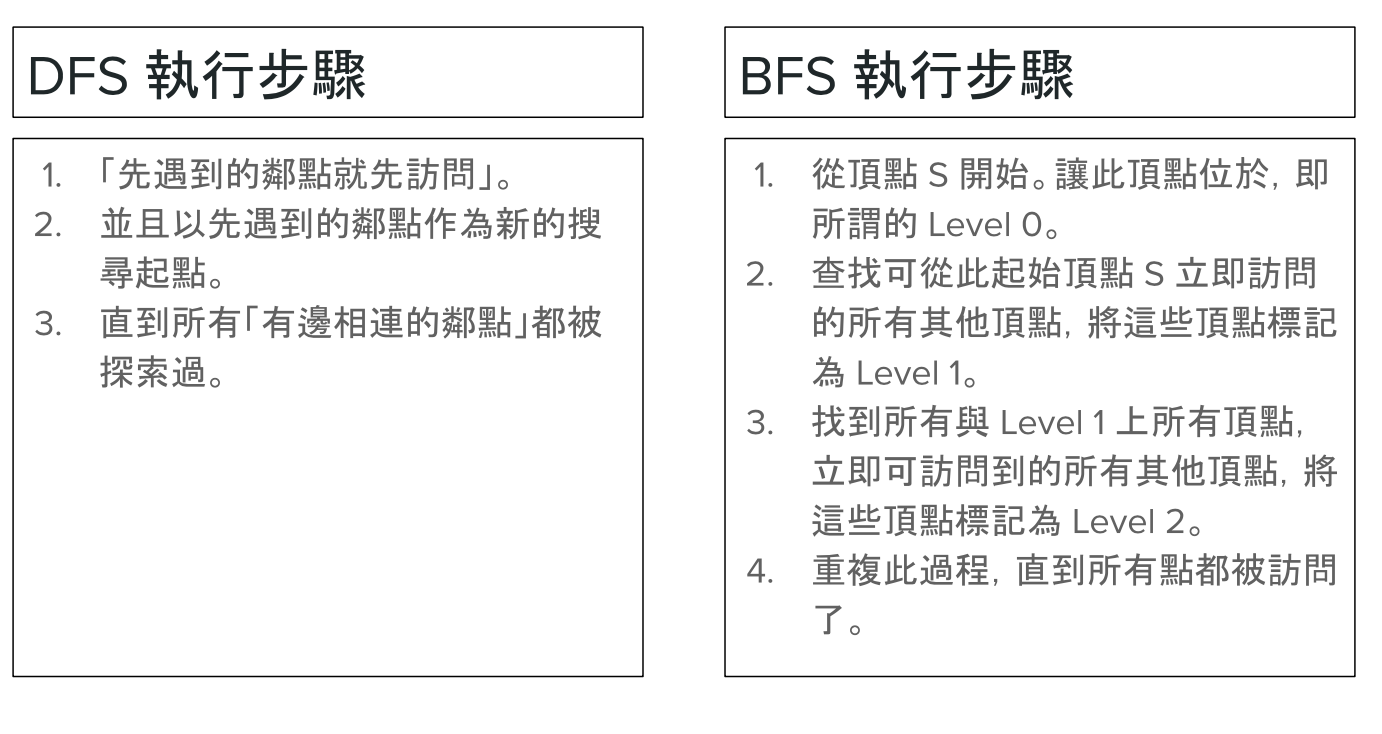 DFS 執行步驟
1. 「先遇到的鄰點就先訪問」。
2. 並且以先遇到的鄰點作為新的搜
尋起點。
3. 直到所有「有邊相連的鄰點」都被
探索過。
BFS 執行步驟
1. 從頂點 S 開始。讓此頂點位於, 即
所謂的 Level 0。
2. 查找可從此起始頂點 S 立即訪問
的所有其他頂點, 將這些頂點標記
為 Level 1。
3. 找到所有與 Level 1 上所有頂點,
立即可訪問到的所有其他頂點, 將
這些頂點標記為 Level 2。
4. 重複此過程, 直到所有點都被訪問
了。